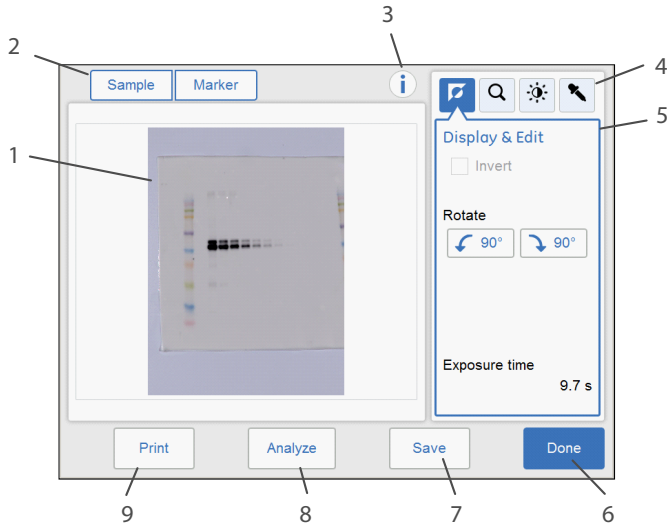 3
2
4
Sample
Marker
i
5
Display & Edit
1
Invert
Rotate
90°
90°
Exposure time
9.7 s
Print
Analyze
Save
Done
9
8
7
6